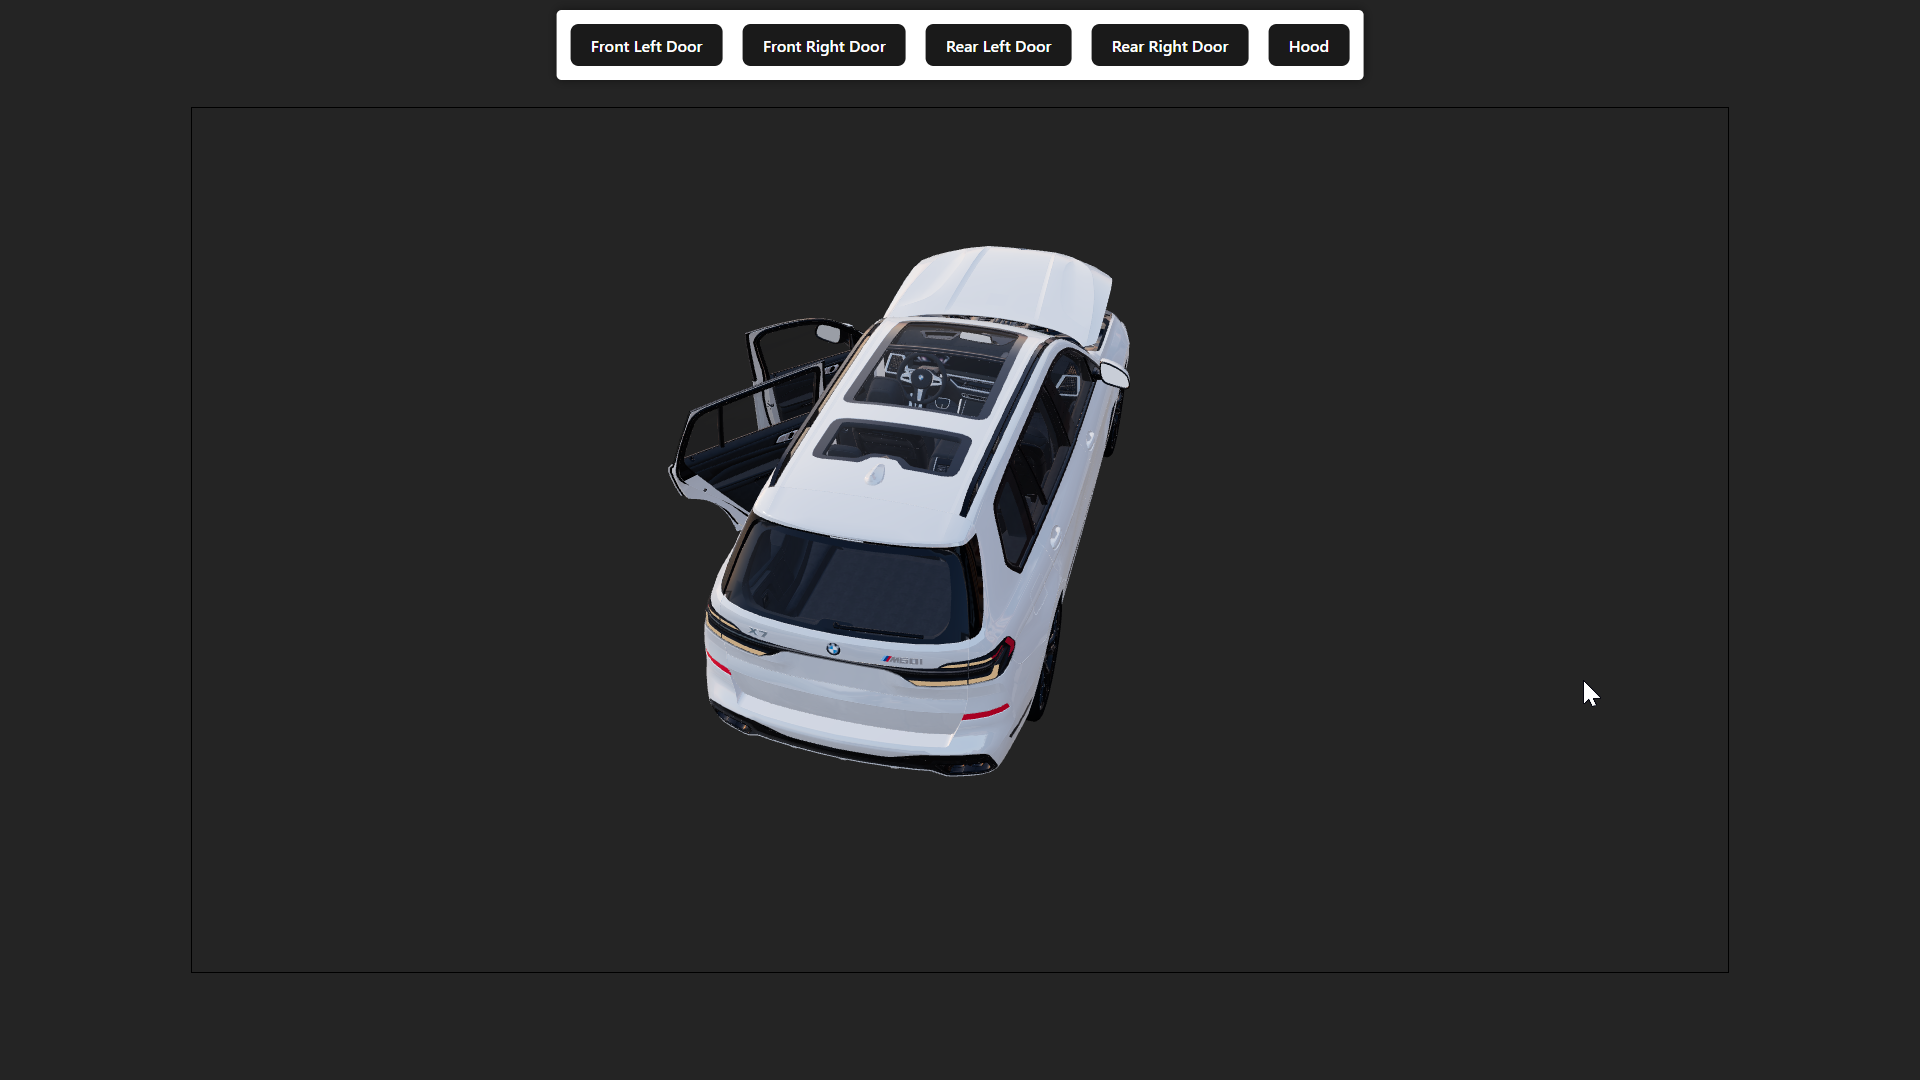 Front Left Door
Front Right Door
Rear Left Door
Rear Right Door
Hood
X7
M60i